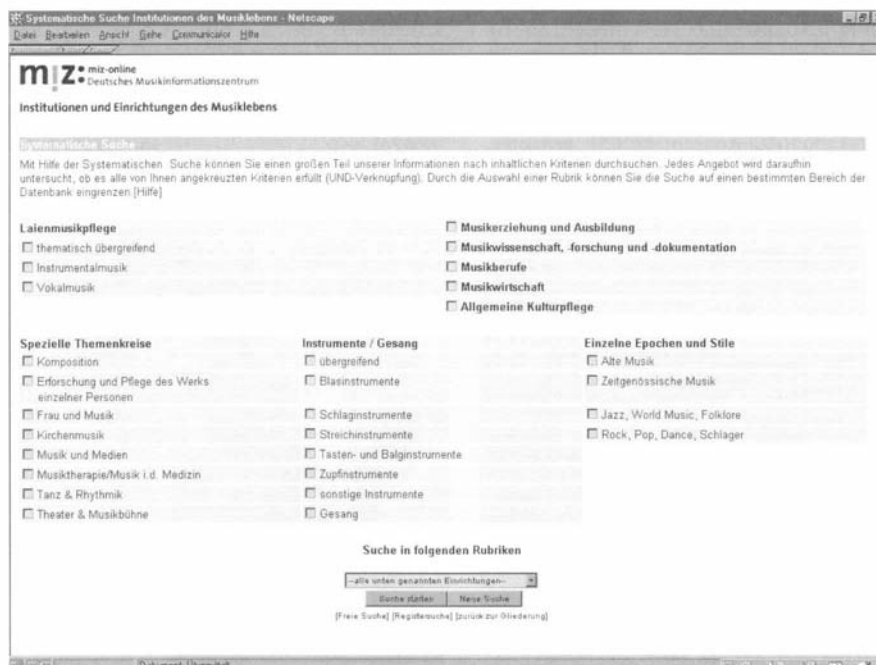 Systematische Suche Institutionen des Musiklebens - Netscape
Datei Bearbeiten Ansicht Gehe Communicator Hilfe
miz: miz-online
Deutsches Musikinformationszentrum
Institutionen und Einrichtungen des Musiklebens
Systematische Suche
Mit Hilfe der Systematischen Suche können Sie einen großen Teil unserer Informationen nach inhaltlichen Kriterien durchsuchen. Jedes Angebot wird daraufhin
untersucht, ob es alle von Ihnen angekreuzten Kriterien erfüllt (UND-Verknüpfung). Durch die Auswahl einer Rubrik können Sie die Suche auf einen bestimmten Bereich der
Datenbank eingrenzen [Hilfe]
Laienmusikpflege
thematisch übergreifend
Instrumentalmusik
Vokalmusik
Musikerziehung und Ausbildung
Musikwissenschaft, -forschung und -dokumentation
Musikberufe
Musikwirtschaft
Allgemeine Kulturpflege
Spezielle Themenkreise
Komposition
Erforschung und Pflege des Werks
einzelner Personen
Frau und Musik
Kirchenmusik
Musik und Medien
Musiktherapie/Musik i.d. Medizin
Tanz & Rhythmik
Theater & Musikbühne
Instrumente / Gesang
übergreifend
Blasinstrumente
Schlaginstrumente
Streichinstrumente
Tasten- und Balginstrumente
Zupfinstrumente
sonstige Instrumente
Gesang
Einzelne Epochen und Stile
Alte Musik
Zeitgenössische Musik
Jazz, World Music, Folklore
Rock, Pop, Dance, Schlager
Suche in folgenden Rubriken
--alle unten genannten Einrichtungen--
Suche starten Neue Suche
[Freie Suche] [Registersuche] [zurück zur Gliederung]
Dokument: Übermittelt